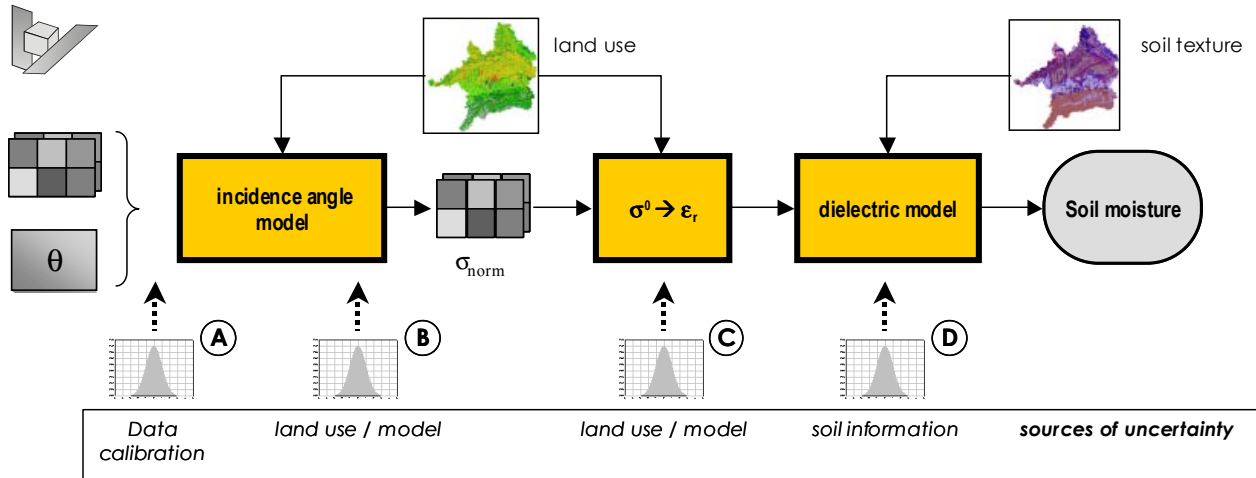 land use
soil texture
θ
incidence angle
model
σnorm
σ⁰ → εr
dielectric model
Soil moisture
A
B
C
D
Data
calibration
land use / model
land use / model
soil information
sources of uncertainty